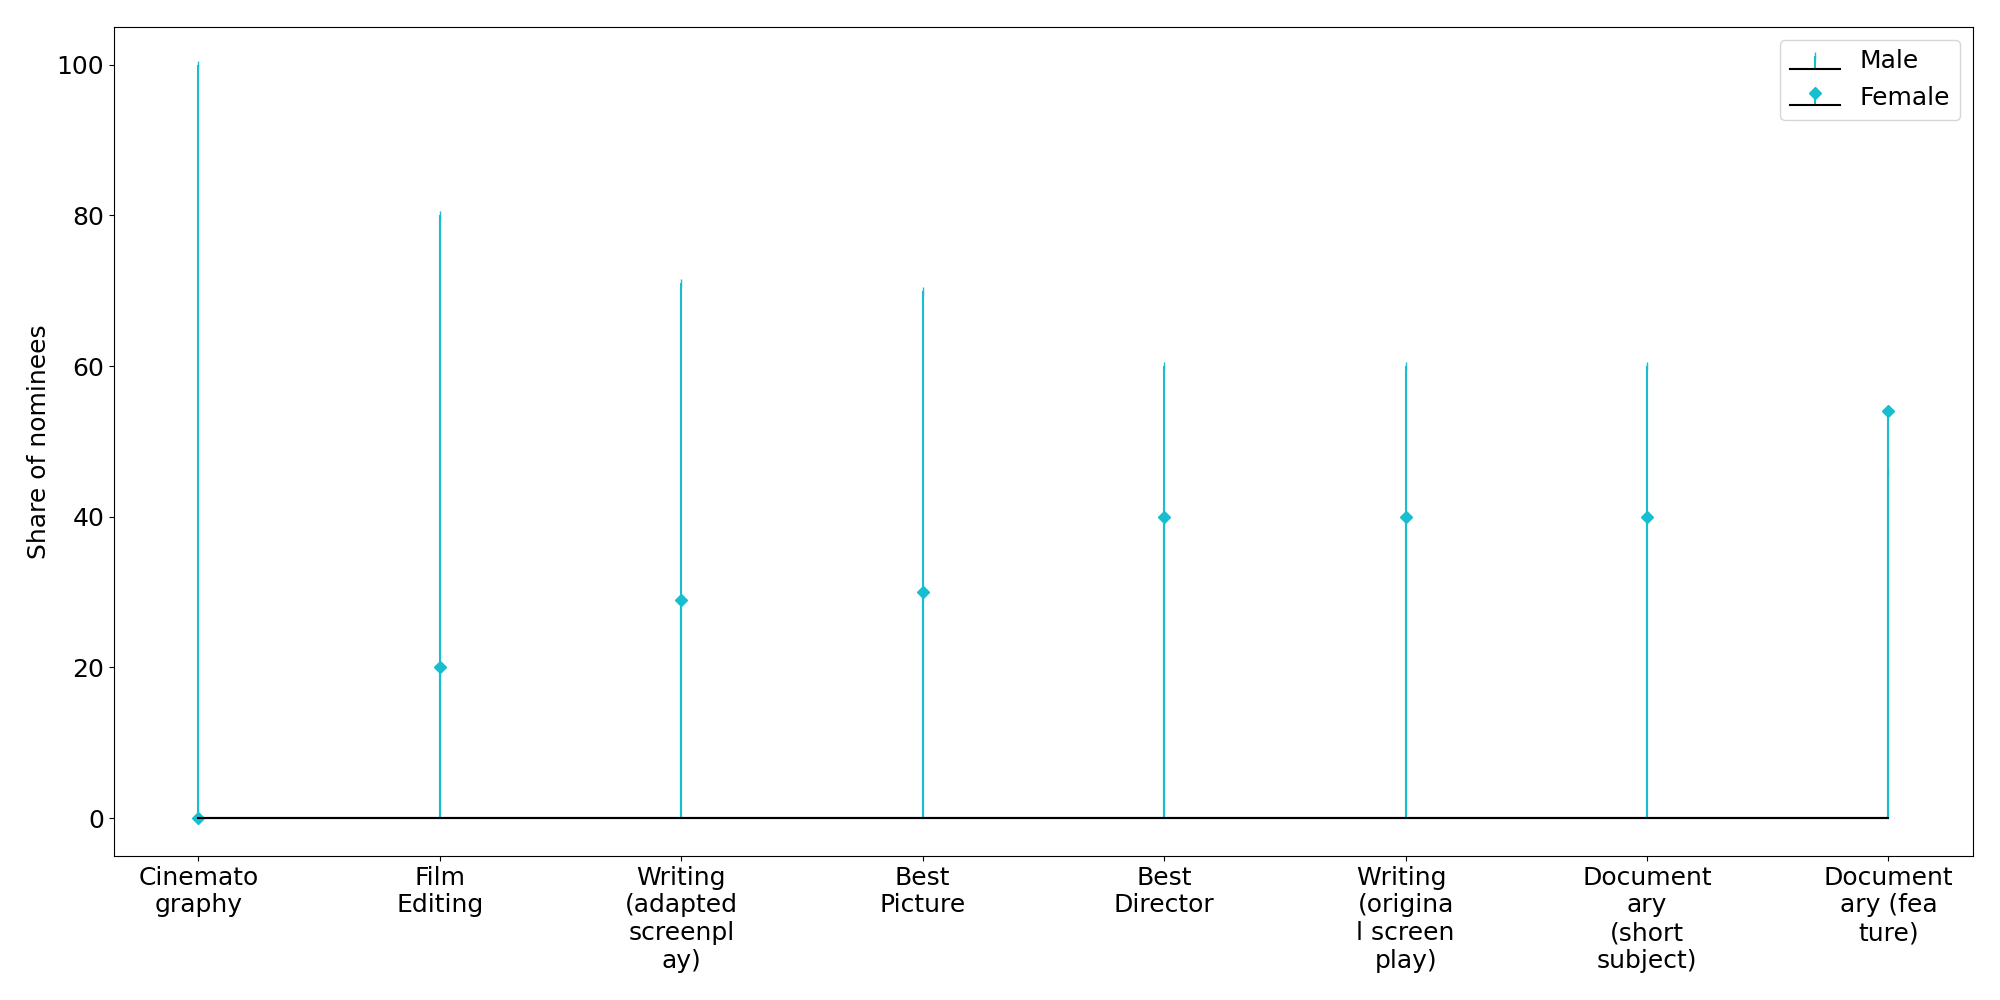 100
80
60
40
20
0
Share of nominees
Male
Female
Cinemato
graphy
Film
Editing
Writing
(adapted
screenpl
ay)
Best
Picture
Best
Director
Writing
(origina
l screen
play)
Document
ary
(short
subject)
Document
ary (fea
ture)